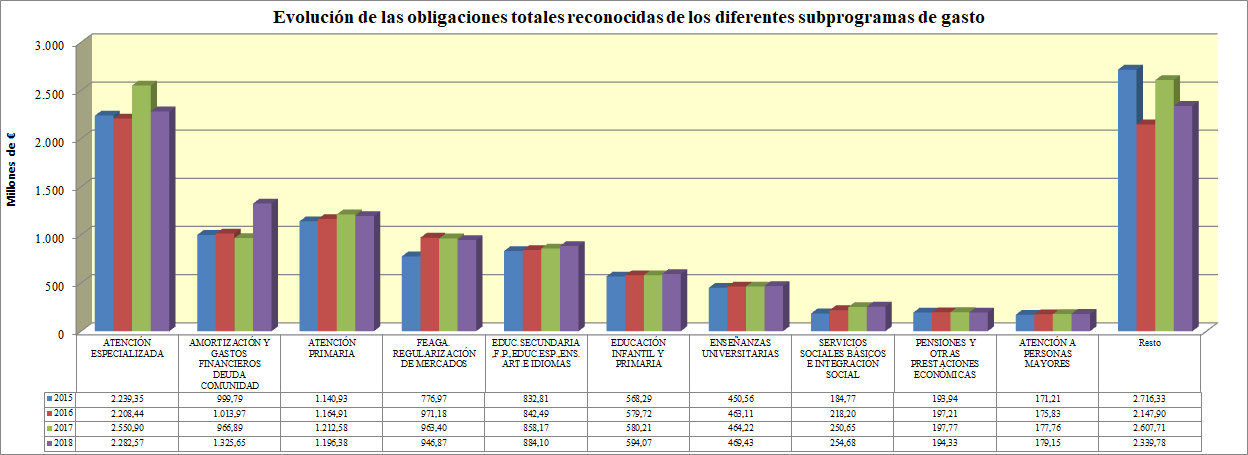 Evolución de las obligaciones totales reconocidas de los diferentes subprogramas de gasto
Millones de €
3.000
2.500
2.000
1.500
1.000
500
0
ATENCIÓN
ESPECIALIZADA
AMORTIZACIÓN Y
GASTOS
FINANCIEROS
DEUDA
COMUNIDAD
ATENCIÓN
PRIMARIA
FEAGA.
REGULARIZACIÓN
DE MERCADOS
EDUC.SECUNDARIA
,F.P.,EDUC.ESP.,ENS.
ART.E IDIOMAS
EDUCACIÓN
INFANTIL Y
PRIMARIA
ENSEÑANZAS
UNIVERSITARIAS
SERVICIOS
SOCIALES BÁSICOS
E INTEGRACIÓN
SOCIAL
PENSIONES Y
OTRAS
PRESTACIONES
ECONÓMICAS
ATENCIÓN A
PERSONAS
MAYORES
Resto
2015 2.239,35 999,79 1.140,93 776,97 832,81 568,29 450,56 184,77 193,94 171,21 2.716,33
2016 2.208,44 1.013,97 1.164,91 971,18 842,49 579,72 463,11 218,20 197,21 175,83 2.147,90
2017 2.550,90 966,89 1.212,58 963,40 858,17 580,21 464,22 250,65 197,77 177,76 2.607,71
2018 2.282,57 1.325,65 1.196,38 946,87 884,10 594,07 469,43 254,68 194,33 179,15 2.339,78